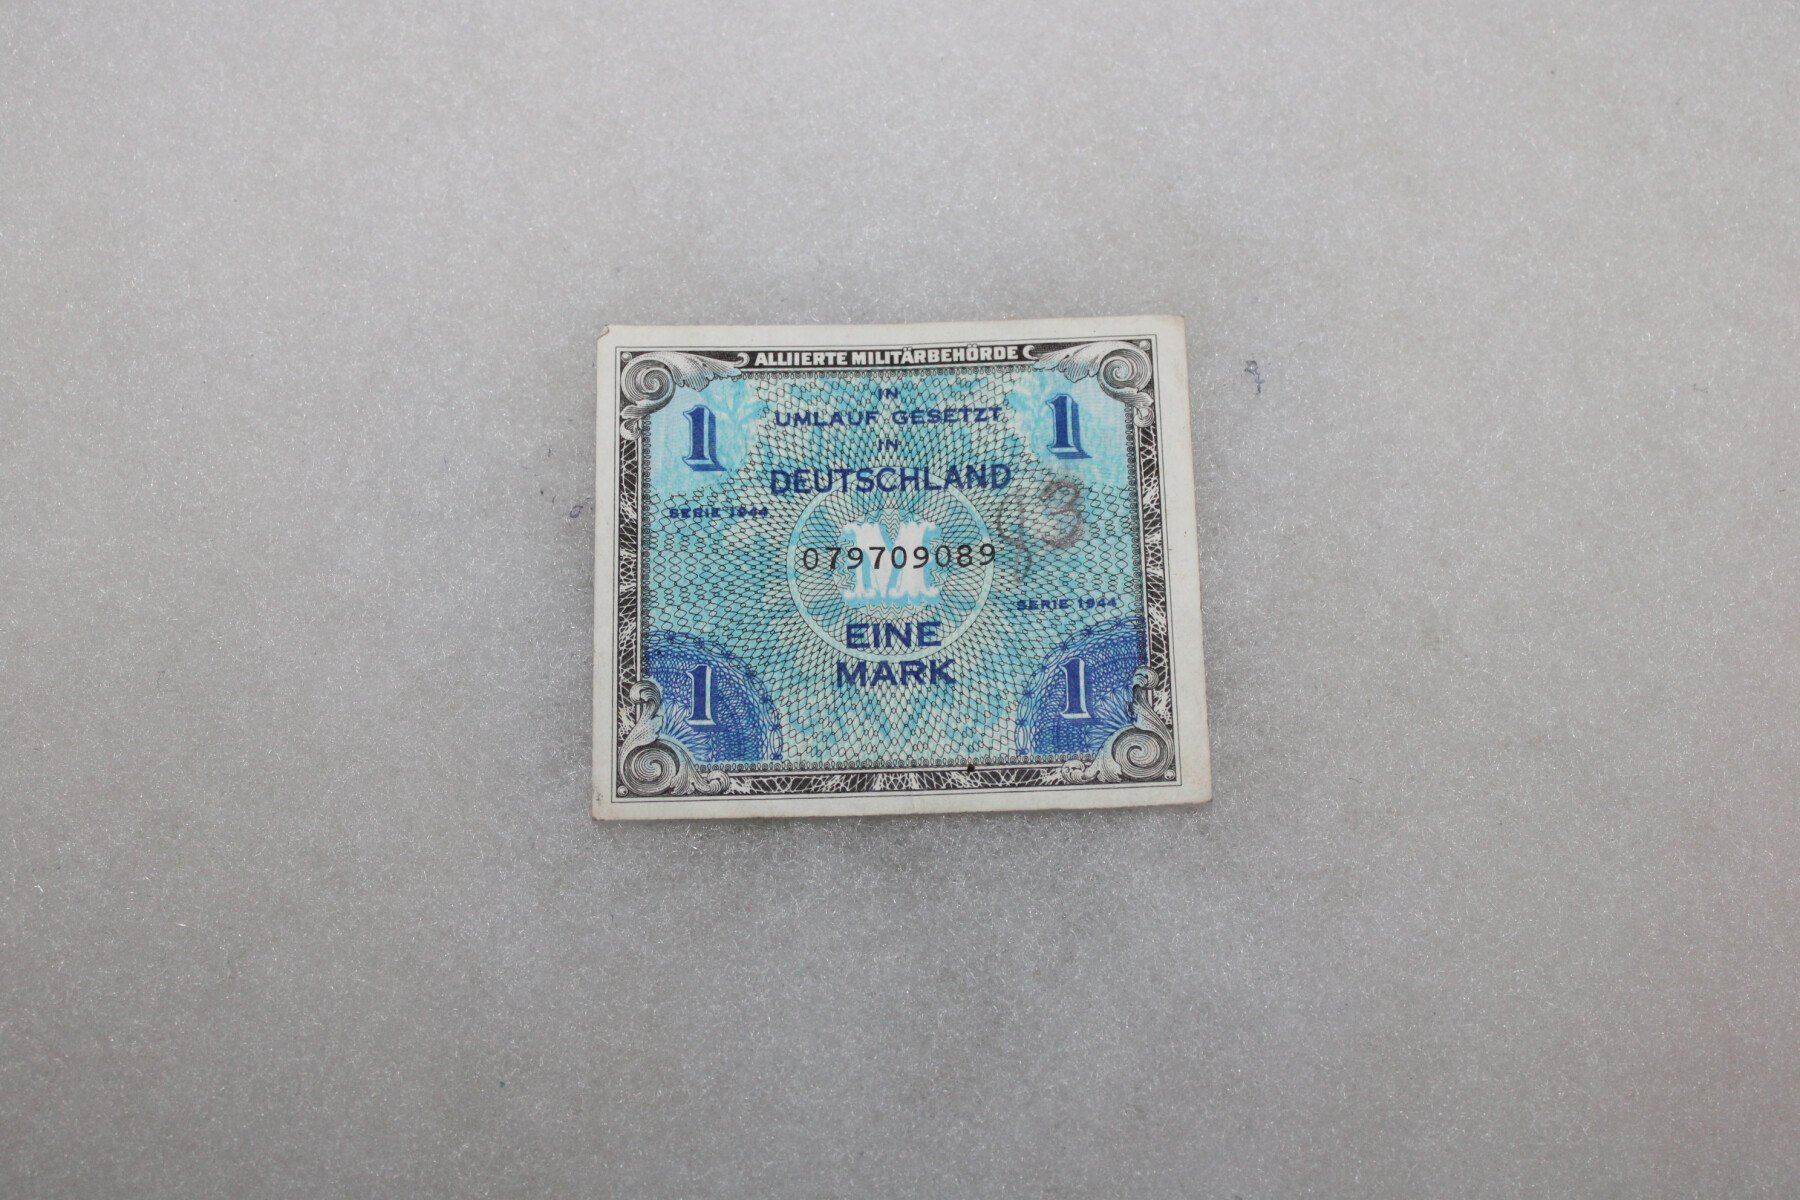 ALLIIERTE MILITÄRBEHÖRDE
1 1
IN
UMLAUF GESETZT
IN
DEUTSCHLAND
SERIE 1944
M
079709089
SERIE 1944
EINE
MARK
1 1